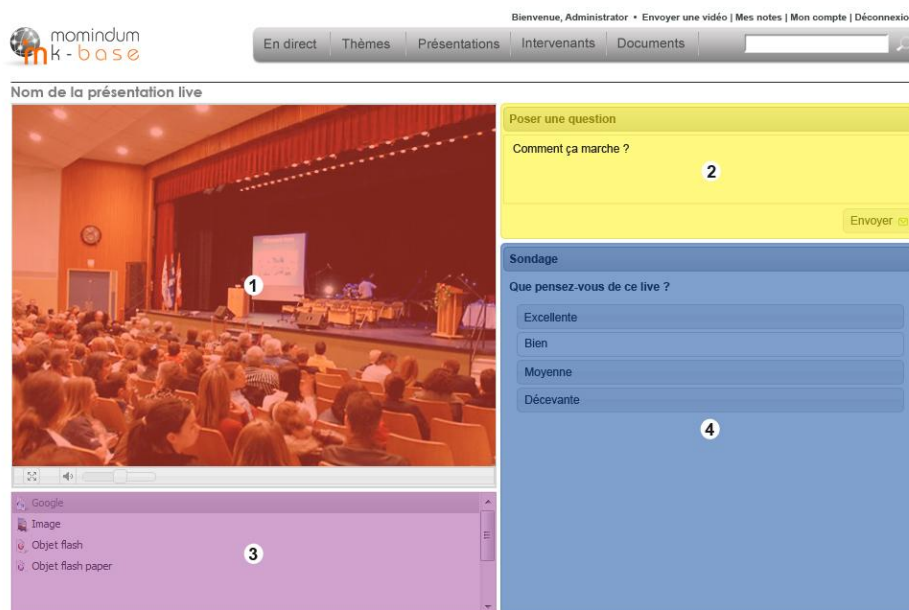 Bienvenue, Administrator • Envoyer une vidéo | Mes notes | Mon compte | Déconnexio
momindum
mk-base
En direct | Thèmes | Présentations | Intervenants | Documents
Nom de la présentation live
1
Poser une question
Comment ça marche ?
2
Envoyer
Sondage
Que pensez-vous de ce live ?
Excellente
Bien
Moyenne
Décevante
4
Google
Image
Objet flash
Objet flash paper
3